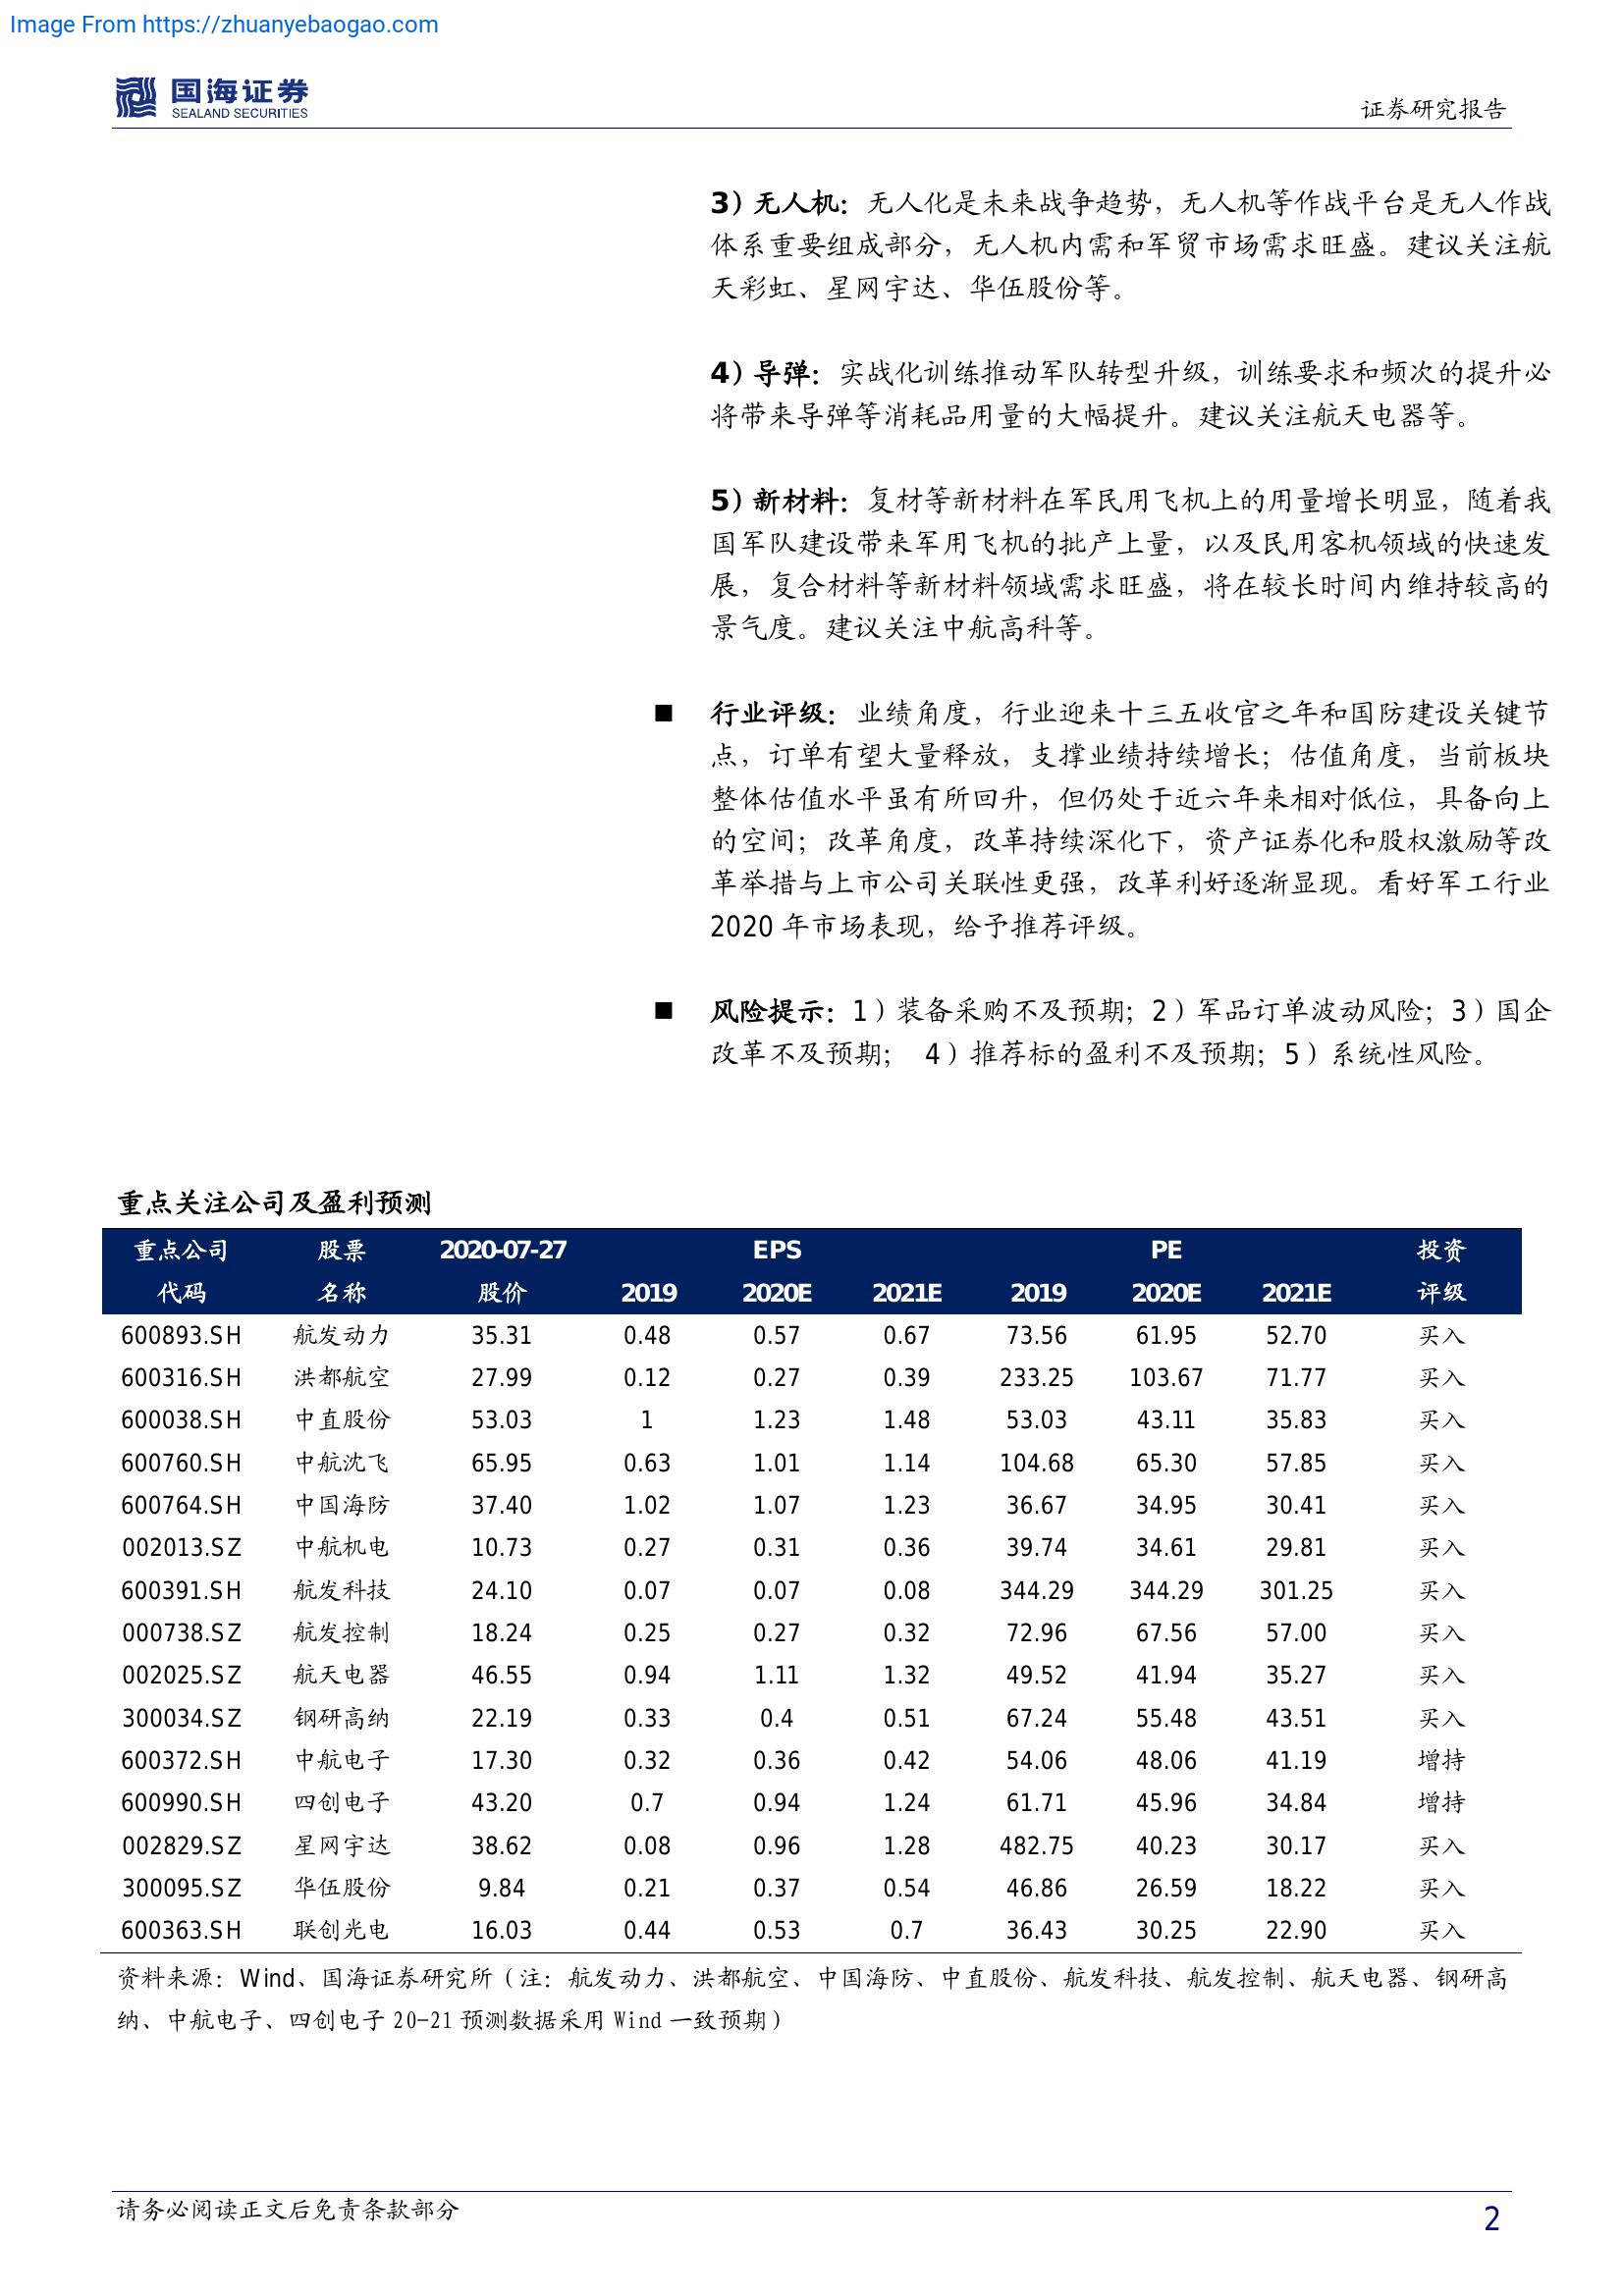 Image From https://zhuanyebaogao.com
国海证券
SEALAND SECURITIES
证券研究报告
3）无人机：无人化是未来战争趋势，无人机等作战平台是无人作战
体系重要组成部分，无人机内需和军贸市场需求旺盛。建议关注航
天彩虹、星网宇达、华伍股份等。
4）导弹：实战化训练推动军队转型升级，训练要求和频次的提升必
将带来导弹等消耗品用量的大幅提升。建议关注航天电器等。
5）新材料：复材等新材料在军民用飞机上的用量增长明显，随着我
国军队建设带来军用飞机的批产上量，以及民用客机领域的快速发
展，复合材料等新材料领域需求旺盛，将在较长时间内维持较高的
景气度。建议关注中航高科等。
■ 行业评级：业绩角度，行业迎来十三五收官之年和国防建设关键节
点，订单有望大量释放，支撑业绩持续增长；估值角度，当前板块
整体估值水平虽有所回升，但仍处于近六年来相对低位，具备向上
的空间；改革角度，改革持续深化下，资产证券化和股权激励等改
革举措与上市公司关联性更强，改革利好逐渐显现。看好军工行业
2020 年市场表现，给予推荐评级。
■ 风险提示：1）装备采购不及预期；2）军品订单波动风险；3）国企
改革不及预期； 4）推荐标的盈利不及预期；5）系统性风险。
重点关注公司及盈利预测
重点公司 股票 2020-07-27 EPS PE 投资
代码 名称 股价 2019 2020E 2021E 2019 2020E 2021E 评级
600893.SH 航发动力 35.31 0.48 0.57 0.67 73.56 61.95 52.70 买入
600316.SH 洪都航空 27.99 0.12 0.27 0.39 233.25 103.67 71.77 买入
600038.SH 中直股份 53.03 1 1.23 1.48 53.03 43.11 35.83 买入
600760.SH 中航沈飞 65.95 0.63 1.01 1.14 104.68 65.30 57.85 买入
600764.SH 中国海防 37.40 1.02 1.07 1.23 36.67 34.95 30.41 买入
002013.SZ 中航机电 10.73 0.27 0.31 0.36 39.74 34.61 29.81 买入
600391.SH 航发科技 24.10 0.07 0.07 0.08 344.29 344.29 301.25 买入
000738.SZ 航发控制 18.24 0.25 0.27 0.32 72.96 67.56 57.00 买入
002025.SZ 航天电器 46.55 0.94 1.11 1.32 49.52 41.94 35.27 买入
300034.SZ 钢研高纳 22.19 0.33 0.4 0.51 67.24 55.48 43.51 买入
600372.SH 中航电子 17.30 0.32 0.36 0.42 54.06 48.06 41.19 增持
600990.SH 四创电子 43.20 0.7 0.94 1.24 61.71 45.96 34.84 增持
002829.SZ 星网宇达 38.62 0.08 0.96 1.28 482.75 40.23 30.17 买入
300095.SZ 华伍股份 9.84 0.21 0.37 0.54 46.86 26.59 18.22 买入
600363.SH 联创光电 16.03 0.44 0.53 0.7 36.43 30.25 22.90 买入
资料来源：Wind、国海证券研究所（注：航发动力、洪都航空、中国海防、中直股份、航发科技、航发控制、航天电器、钢研高
纳、中航电子、四创电子 20-21 预测数据采用 Wind 一致预期）
请务必阅读正文后免责条款部分
2